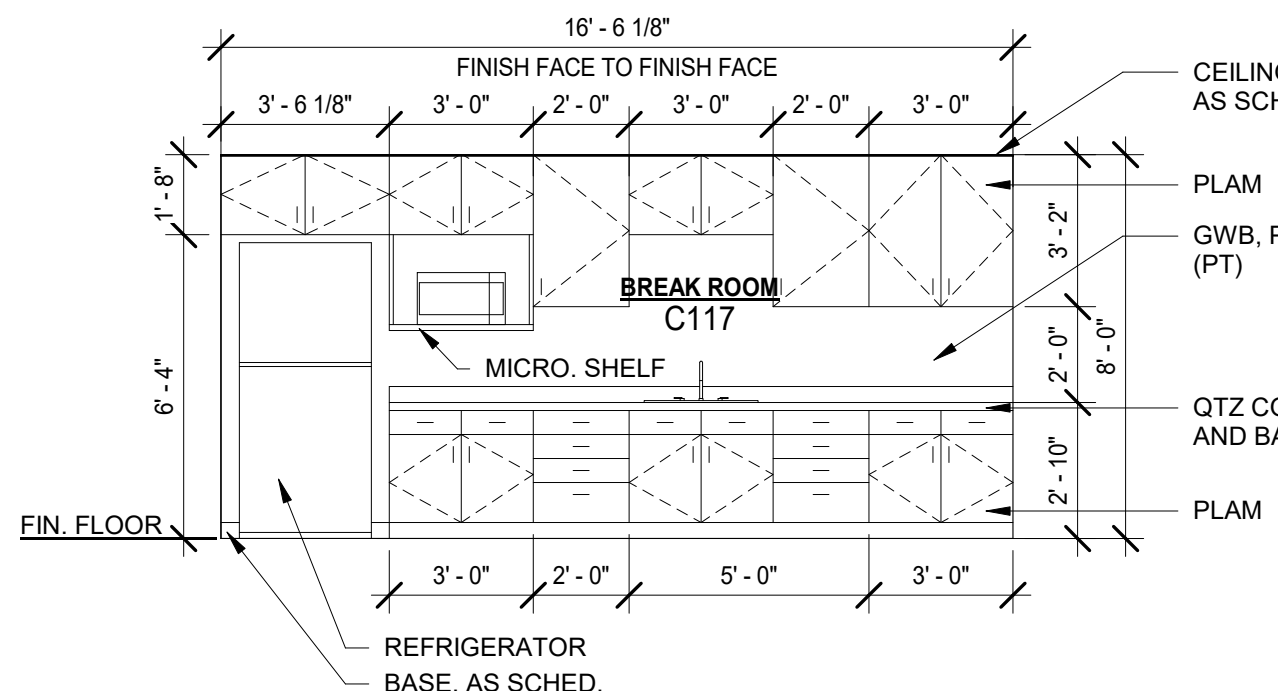 16' - 6 1/8"
FINISH FACE TO FINISH FACE
3' - 6 1/8" 3' - 0" 2' - 0" 3' - 0" 2' - 0" 3' - 0"
CEILING
AS SCH
1' - 8"
PLAM
3' - 2"
GWB, P
(PT)
BREAK ROOM
C117
MICRO. SHELF
6' - 4"
2' - 0"
8' - 0"
QTZ CO
AND BA
2' - 10"
PLAM
FIN. FLOOR
3' - 0" 2' - 0" 5' - 0" 3' - 0"
REFRIGERATOR
BASE, AS SCHED.